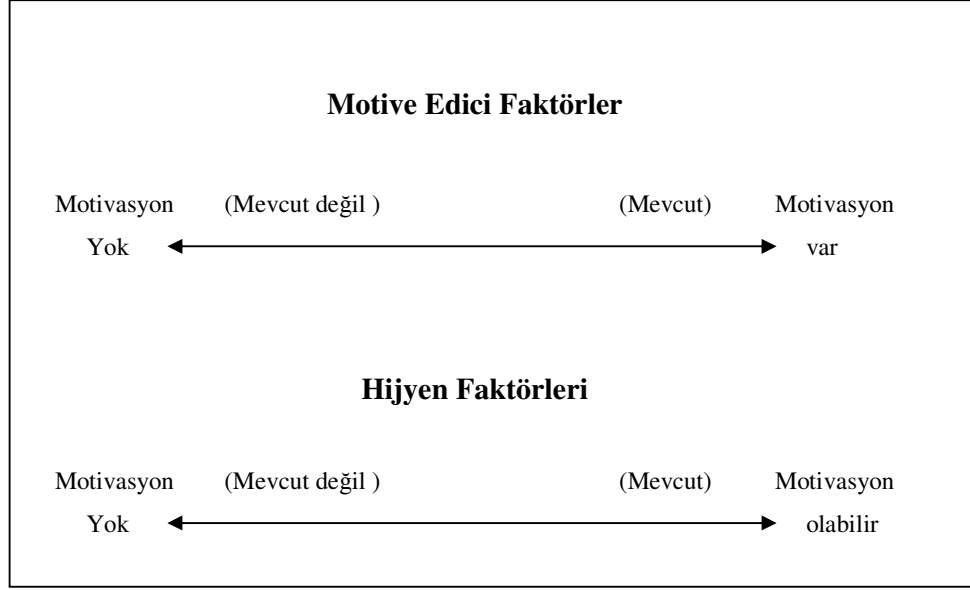 Motive Edici Faktörler
Motivasyon (Mevcut değil ) (Mevcut) Motivasyon
Yok var
Hijyen Faktörleri
Motivasyon (Mevcut değil ) (Mevcut) Motivasyon
Yok olabilir